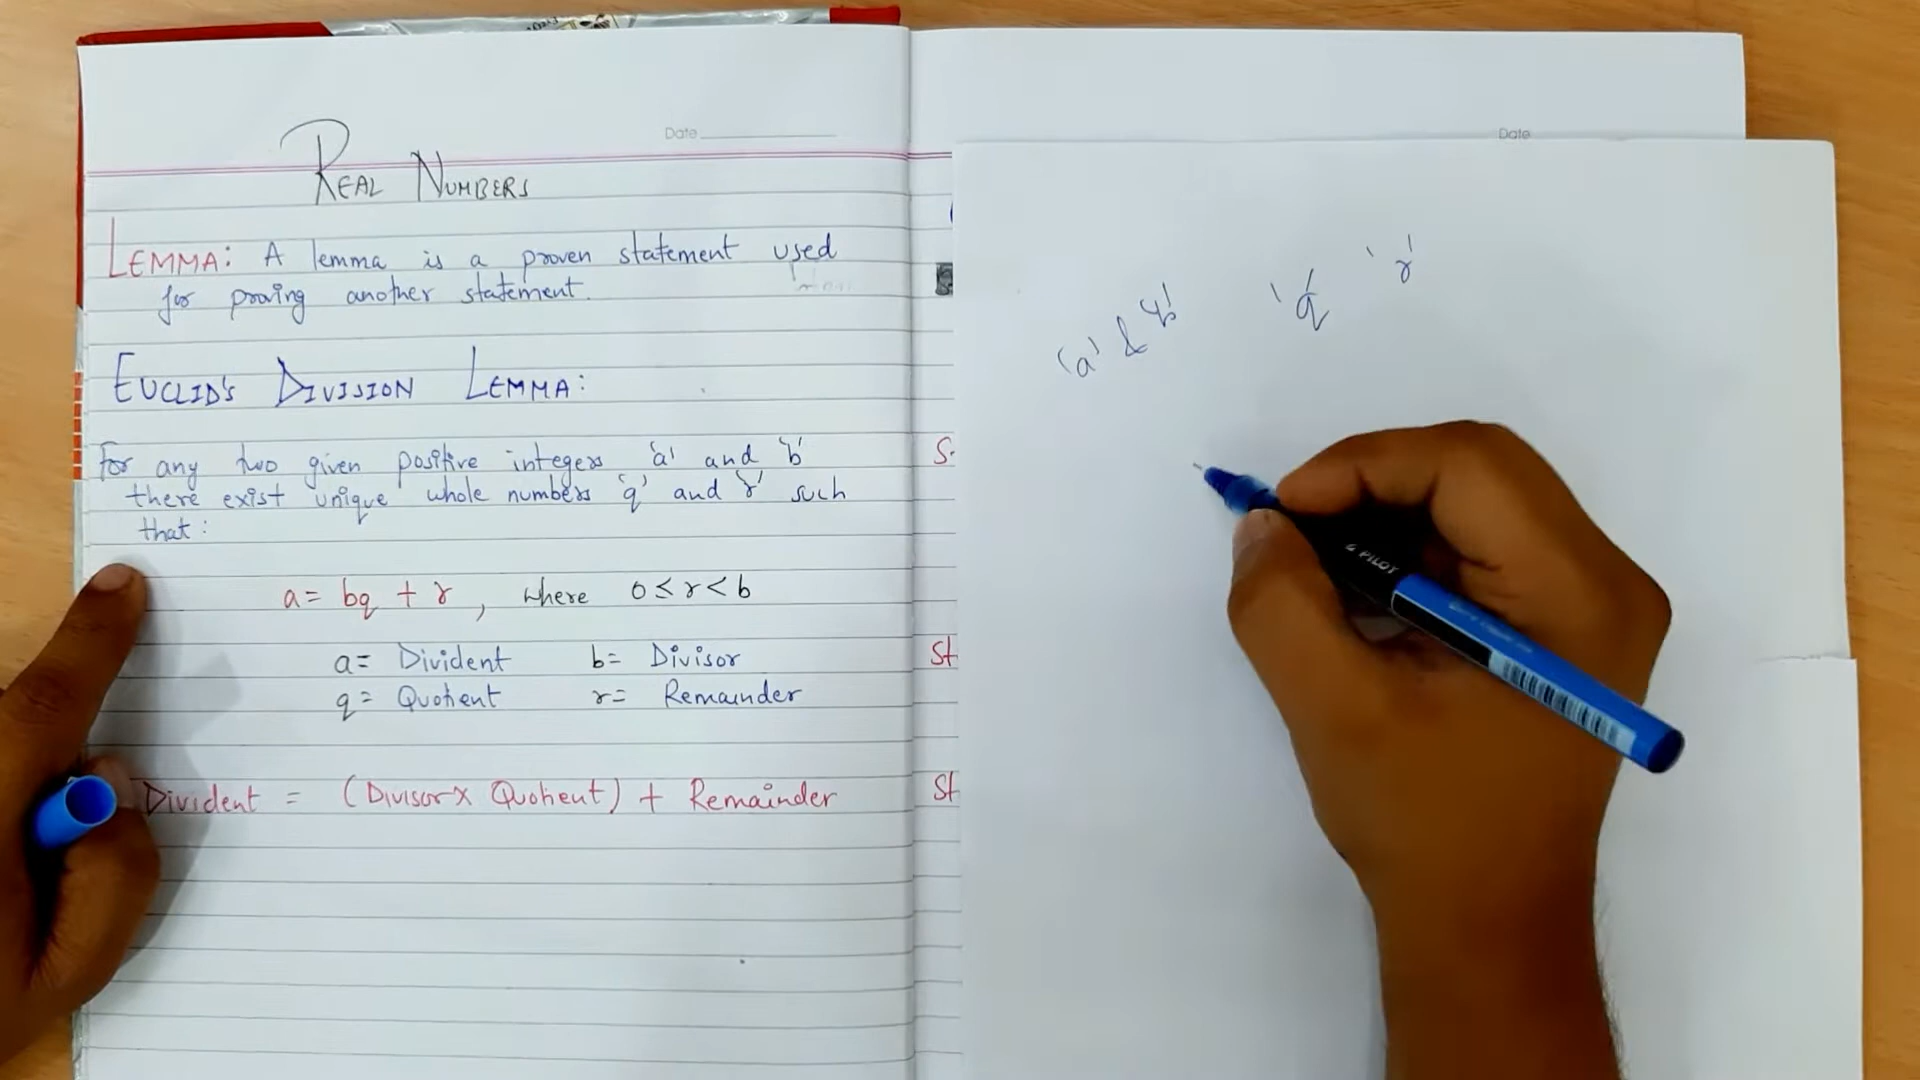 Date
REAL NUMBERS
LEMMA: A lemma is a proven statement used
for proving another statement.
EUCLID's DIVISION LEMMA:
For any two given positive integers 'a' and 'b'
there exist unique whole numbers 'q' and 'r' such
that:
a = bq + r, where 0 ≤ r < b
a = Divident b = Divisor
q = Quotient r = Remainder
Divident = (Divisor x Quotient) + Remainder
Date
'a' & 'b' 'q' 'r'
S.
St
St
PILOT